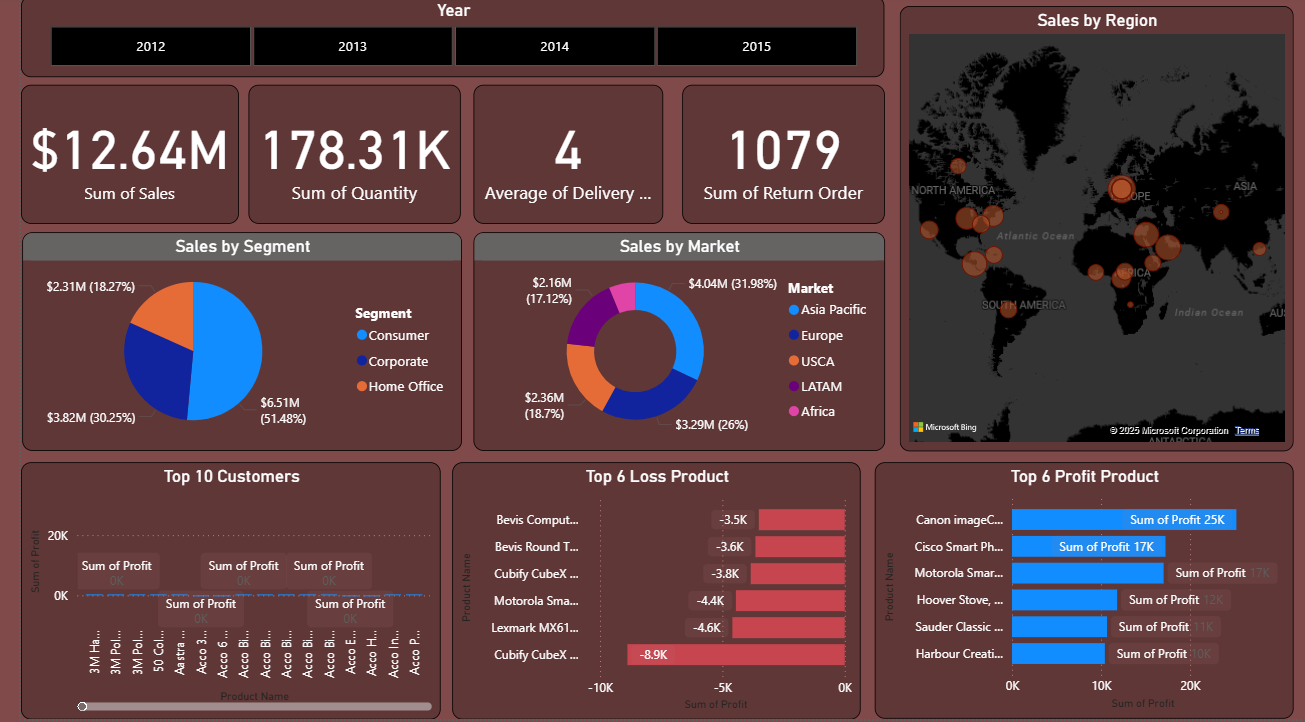 Year
2012
2013
2014
2015
$12.64M
Sum of Sales
178.31K
Sum of Quantity
4
Average of Delivery ...
1079
Sum of Return Order
Sales by Region
NORTH AMERICA
OPE
ASIA
Atlantic Ocean
RICA
SOUTH AMERICA
Indian Ocean
AUS
Microsoft Bing
© 2025 Microsoft Corporation Terms
ANTARCTICA
Sales by Segment
$2.31M (18.27%)
$3.82M (30.25%)
$6.51M
(51.48%)
Segment
Consumer
Corporate
Home Office
Sales by Market
$2.16M
(17.12%)
$4.04M (31.98%)
$2.36M
(18.7%)
$3.29M (26%)
Market
Asia Pacific
Europe
USCA
LATAM
Africa
Top 10 Customers
Sum of Profit
20K
0K
Sum of Profit
0K
Sum of Profit
0K
Sum of Profit
0K
Sum of Profit
0K
Sum of Profit
0K
3M Ha...
3M Pol...
3M Pol...
50 Col...
Aastra ...
Acco 3...
Acco 6 ...
Acco Bi...
Acco Bi...
Acco Bi...
Acco Bil...
Acco Bi...
Acco E...
Acco H...
Acco In...
Acco P...
Product Name
Top 6 Loss Product
Product Name
Bevis Comput...
-3.5K
Bevis Round T...
-3.6K
Cubify CubeX ...
-3.8K
Motorola Sma...
-4.4K
Lexmark MX61...
-4.6K
Cubify CubeX ...
-8.9K
-10K
-5K
0K
Sum of Profit
Top 6 Profit Product
Product Name
Canon imageC...
Sum of Profit 25K
Cisco Smart Ph...
Sum of Profit 17K
Motorola Smar...
Sum of Profit 17K
Hoover Stove, ...
Sum of Profit 12K
Sauder Classic ...
Sum of Profit 11K
Harbour Creati...
Sum of Profit 10K
0K
10K
20K
Sum of Profit